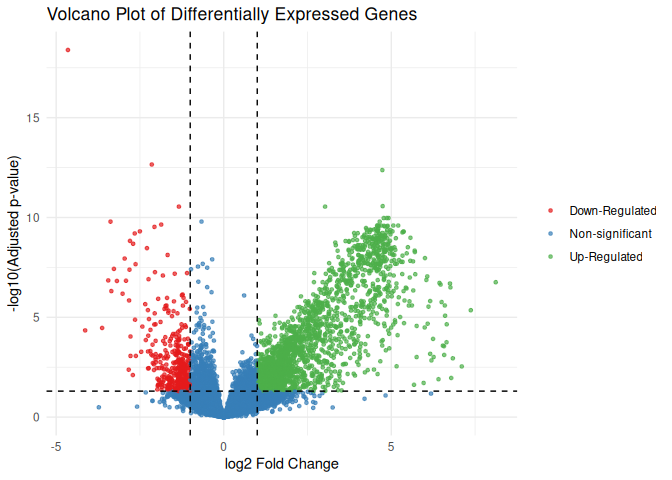 Volcano Plot of Differentially Expressed Genes
-log10(Adjusted p-value)
15
10
5
0
-5
0
5
log2 Fold Change
Down-Regulated
Non-significant
Up-Regulated